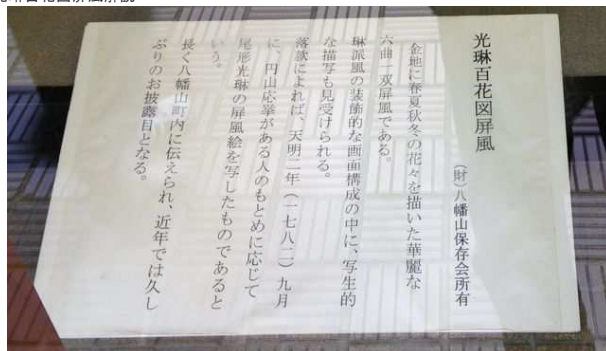 光琳百花図屏風
(財)八幡山保存会所有
金地に春夏秋冬の花々を描いた華麗な
六曲一双屏風である。
琳派風の装飾的な画面構成の中に、写生的
な描写も見受けられる。
落款によれば、天明二年(一七八二)九月
に、円山応挙がある人のもとめに応じて
尾形光琳の屏風絵を写したものであると
いう。
長く八幡山町内に伝えられ、近年では久し
ぶりのお披露目となる。